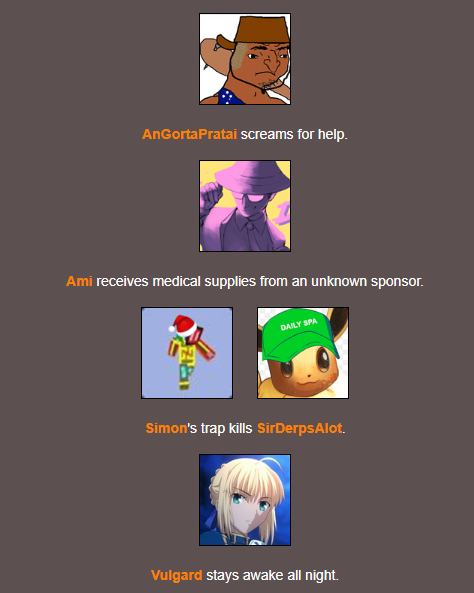 AnGortaPratai screams for help.
Ami receives medical supplies from an unknown sponsor.
DAILY SPA
Simon's trap kills SirDerpsAlot.
Vulgard stays awake all night.